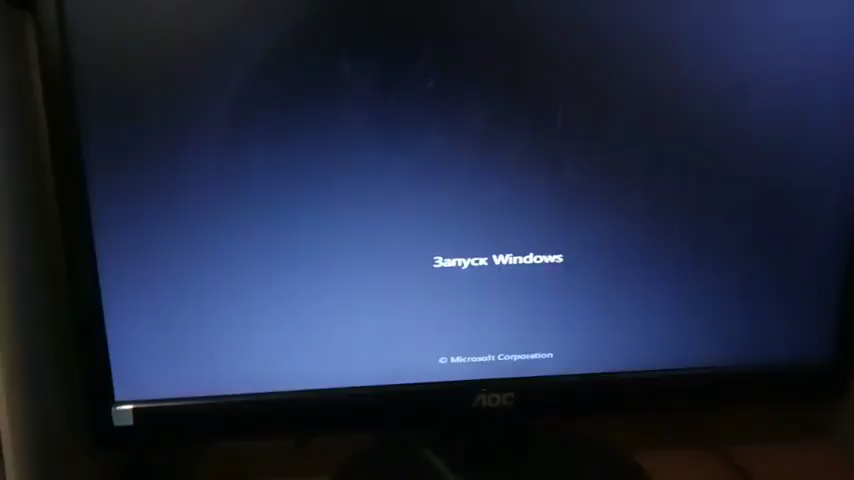 Запуск Windows
© Microsoft Corporation
AOC